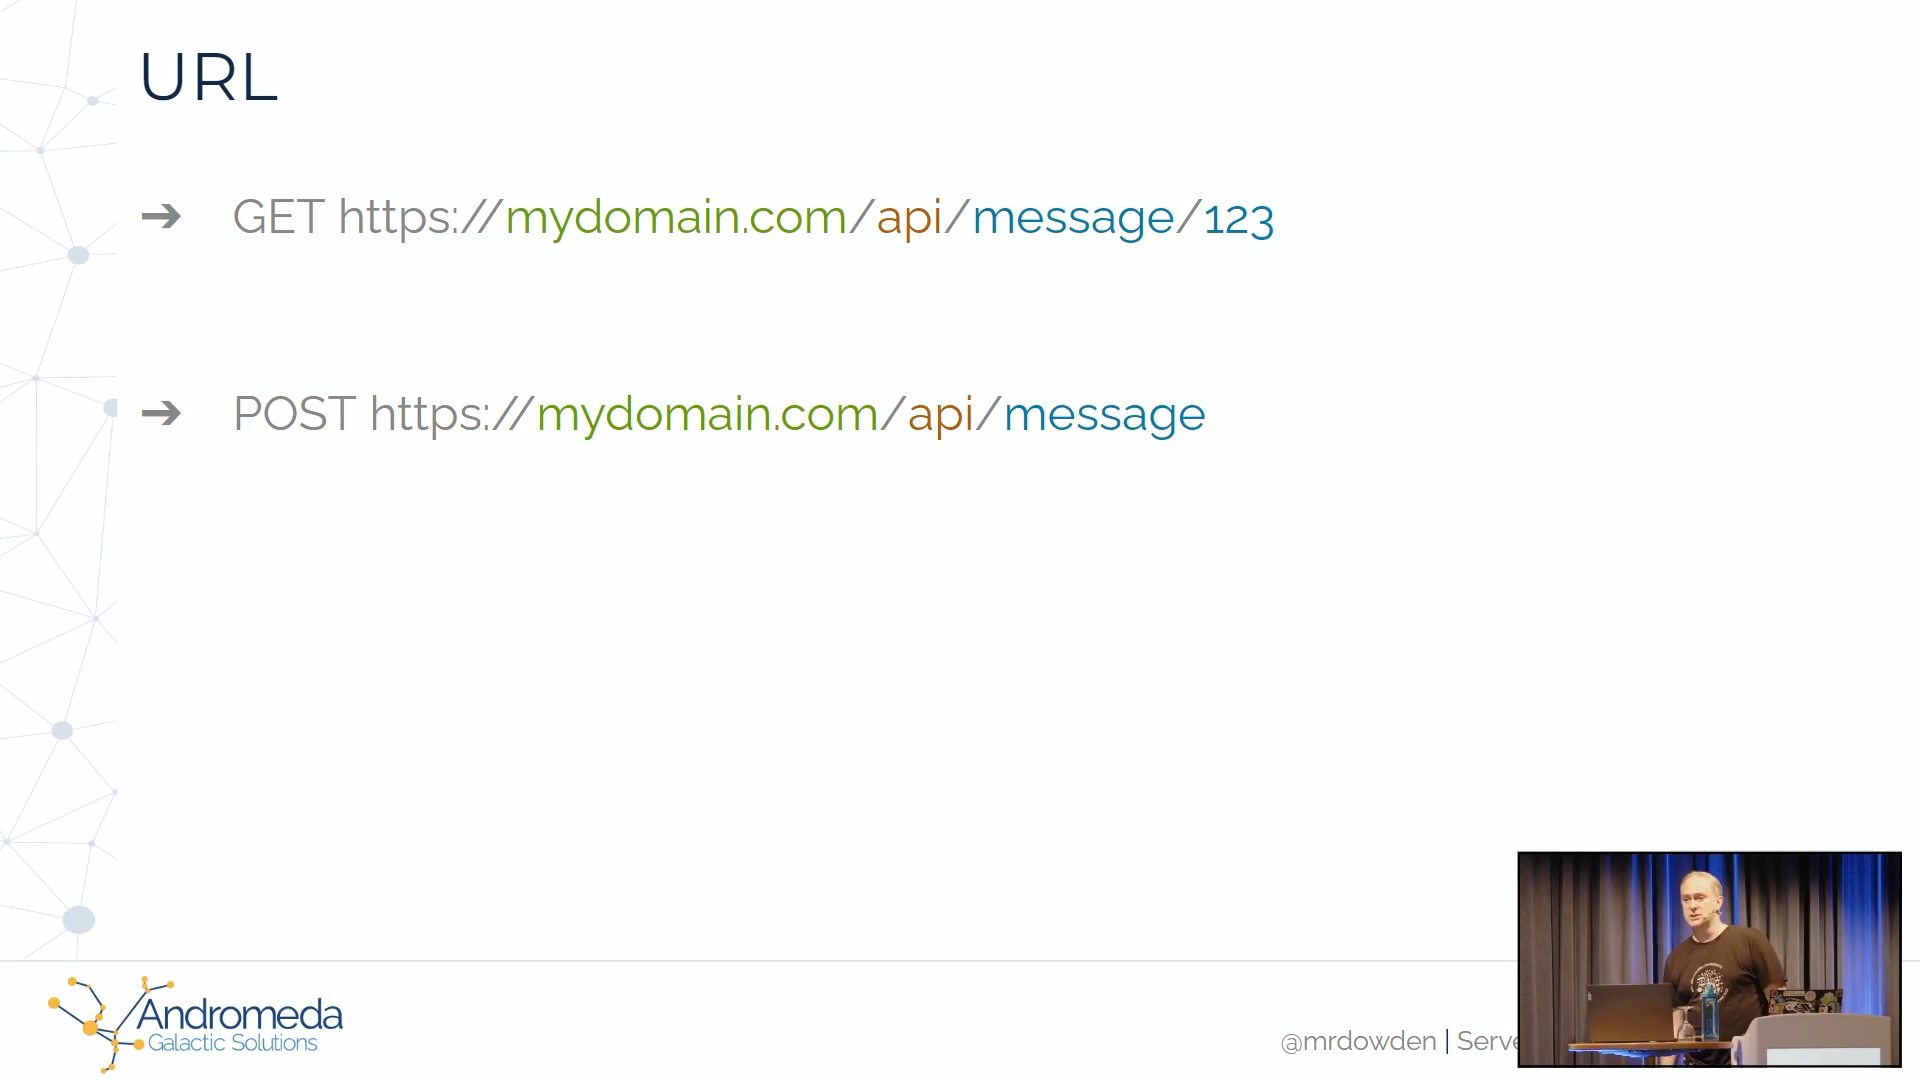 URL
➔ GET https://mydomain.com/api/message/123
➔ POST https://mydomain.com/api/message
Andromeda
Galactic Solutions
@mrdowden | Serve